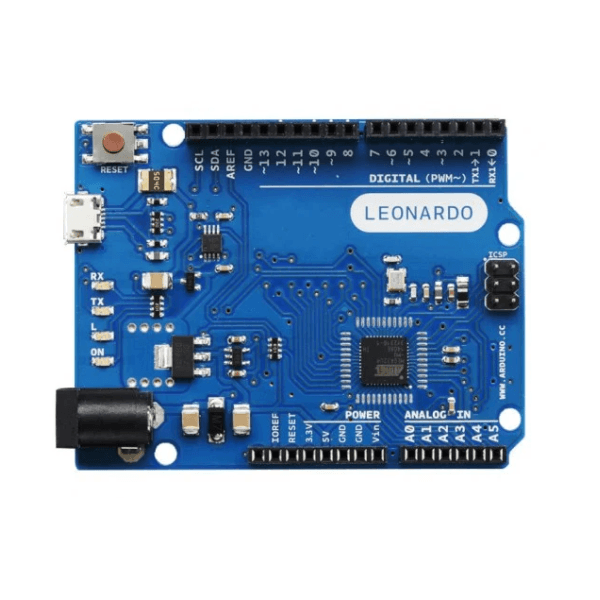 RESET
SCL
SDA
AREF
GND
~13
12
~11
~10
~9
8
7
~6
~5
4
~3
2
TX1→1
RX1←0
DIGITAL (PWM~)
LEONARDO
ICSP
RX
TX
L
ON
WWW.ARDUINO.CC
POWER
ANALOG IN
IOREF
RESET
3.3V
5V
GND
GND
Vin
A0
A1
A2
A3
A4
A5